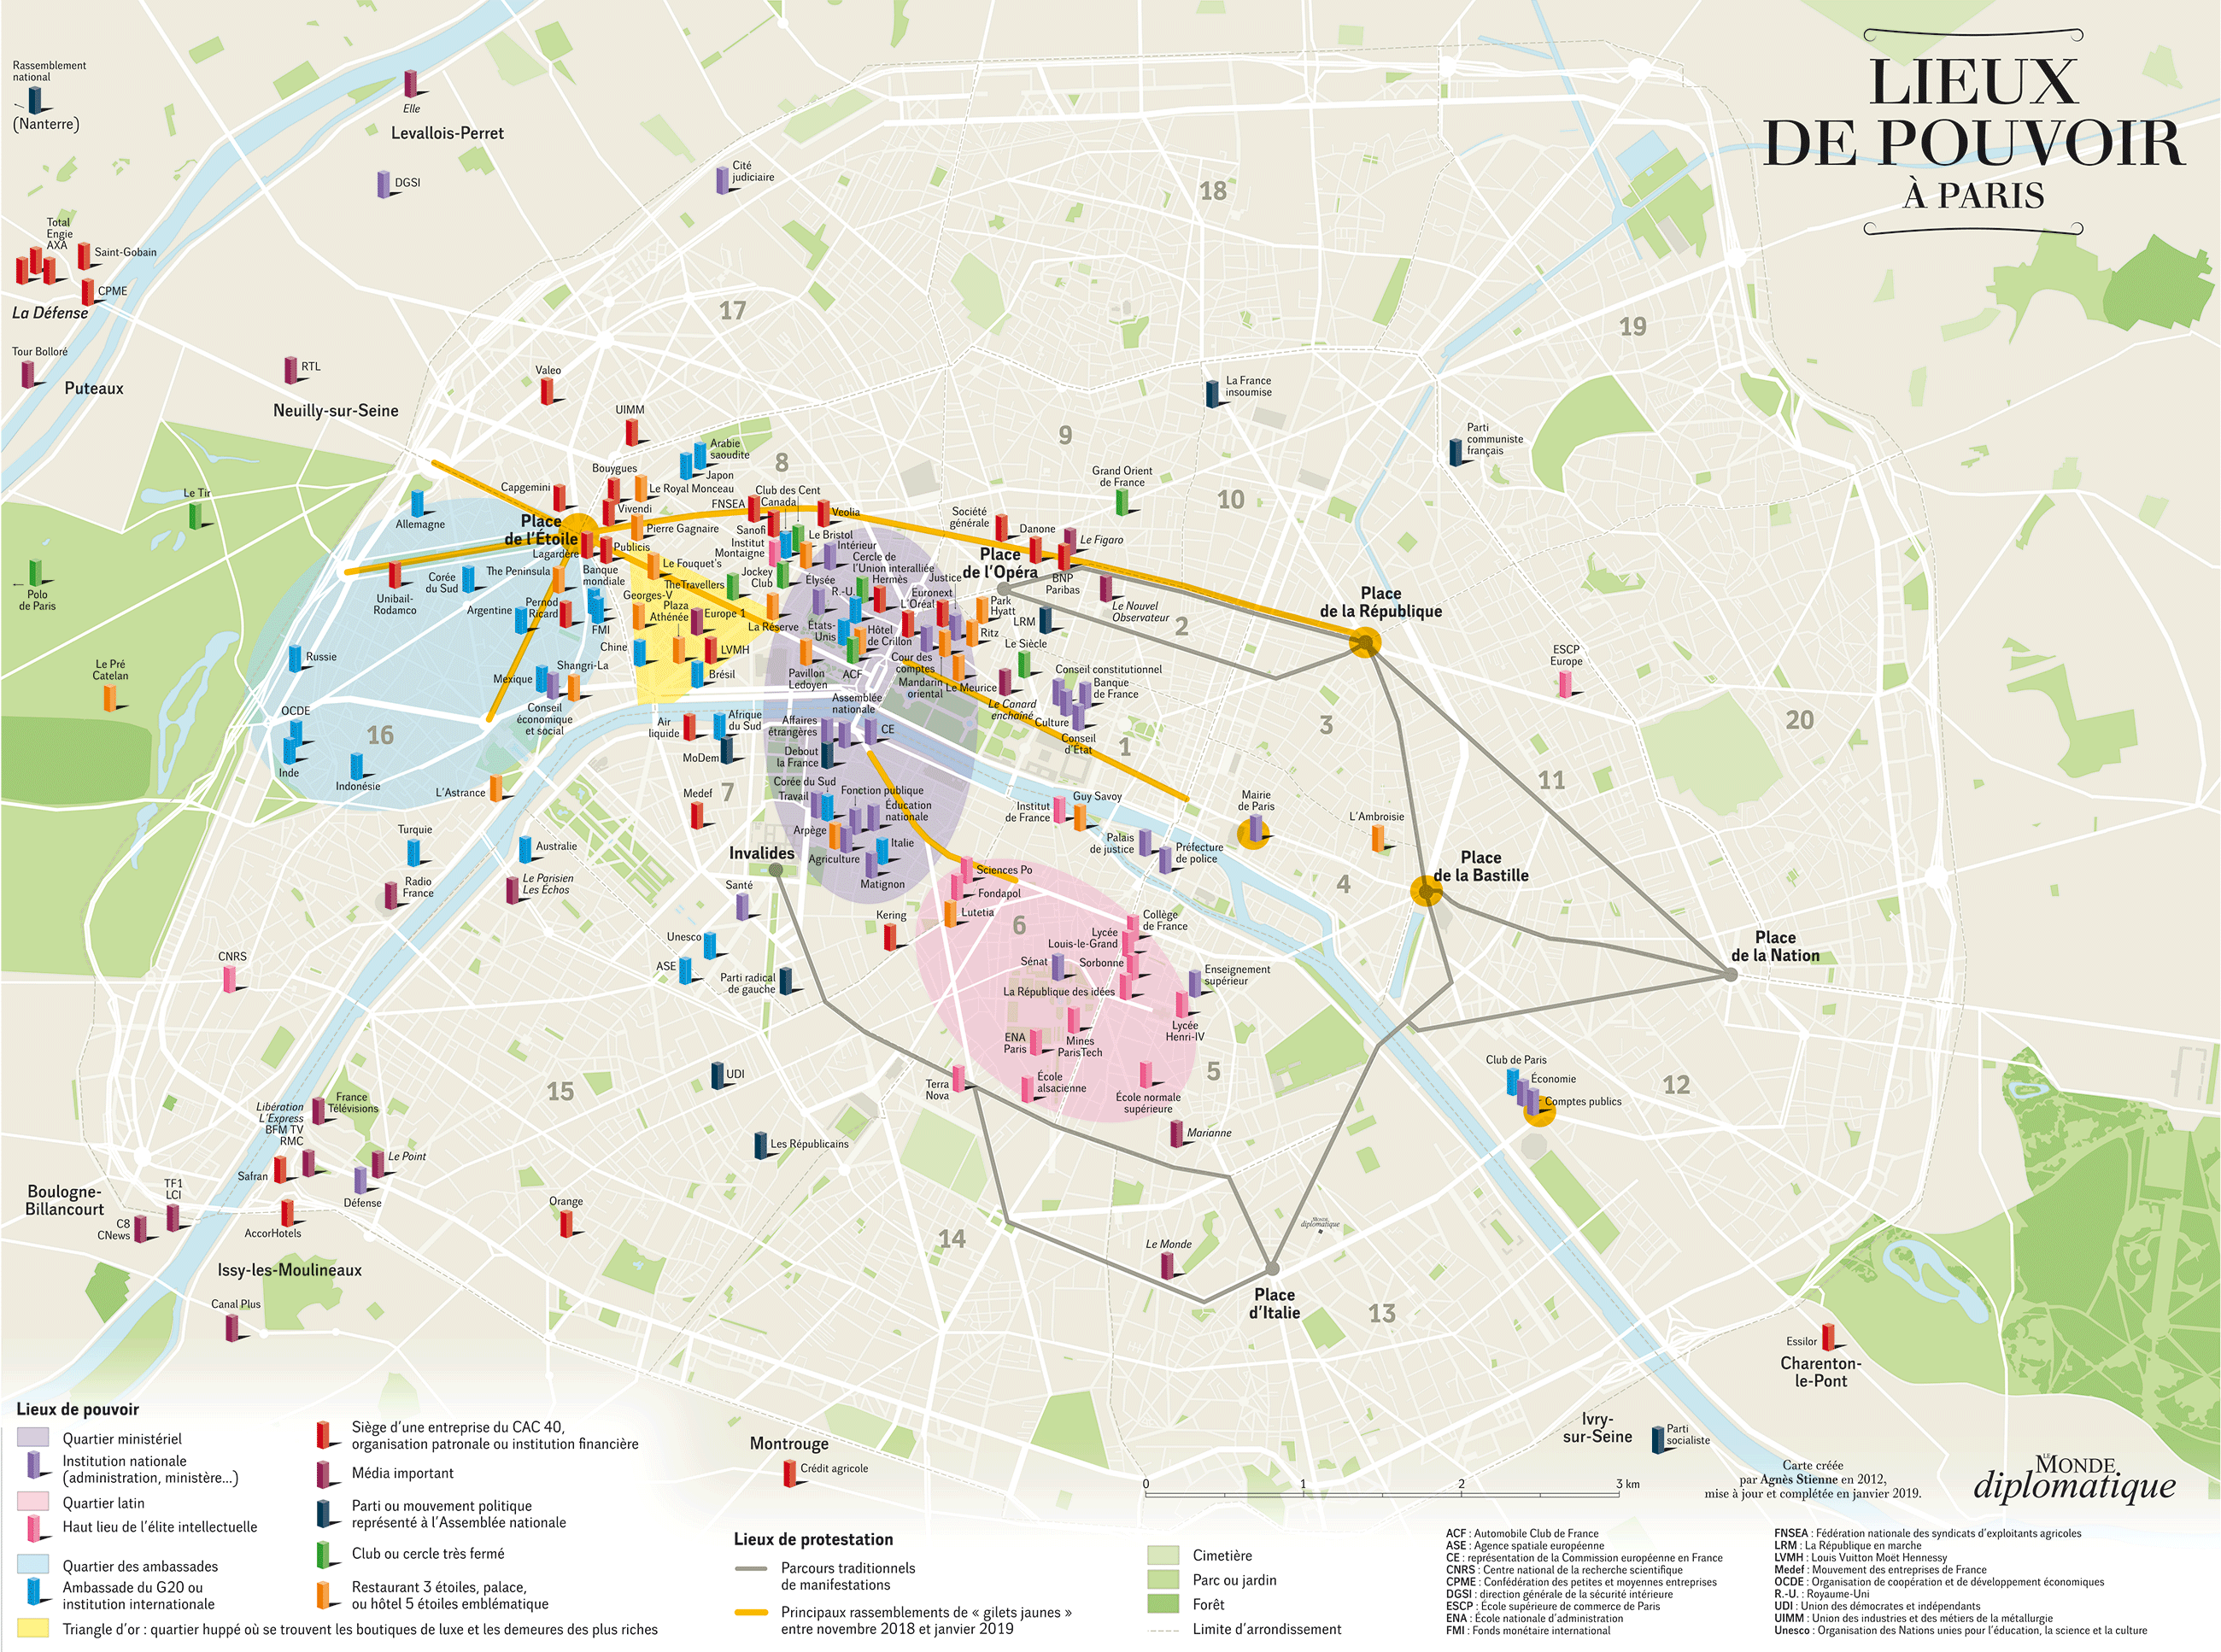 LIEUX
DE POUVOIR
À PARIS
Rassemblement
national
(Nanterre)
Elle
Levallois-Perret
DGSI
Cité
judiciaire
18
Total
Engie
AXA
Saint-Gobain
CPME
La Défense
17
19
Tour Bolloré
Puteaux
RTL
Neuilly-sur-Seine
Valeo
UIMM
La France
insoumise
9
Parti
communiste
français
Arabie
saoudite
Japon
8
Bouygues
Le Royal Monceau
Capgemini
Vivendi
FNSEA
Club des Cent
Canada
Veolia
Sanofi
Grand Orient
de France
10
Le Tir
Allemagne
Place
de l'Étoile
Pierre Gagnaire
Lagardère
Publicis
Institut
Montaigne
Le Bristol
Intérieur
Cercle de
l'Union interalliée
Société
générale
Danone
Le Figaro
Place
de l'Opéra
BNP
Paribas
Le Nouvel
Observateur
Polo
de Paris
Unibail-
Rodamco
Corée
du Sud
The Peninsula
Banque
mondiale
Le Fouquet's
TheTravellers
Jockey
Club
Élysée
Hermès
Justice
R.-U.
Euronext
L'Oréal
Park
Hyatt
LRM
2
Place
de la République
Argentine
Pernod
Ricard
FMI
Georges-V
Plaza
Athénée
Europe 1
La Réserve
États-
Unis
Hôtel
de Crillon
Ritz
Le Siècle
Chine
LVMH
Brésil
Pavillon
Ledoyen
ACF
Cour des
comptes
Mandarin
oriental
Le Meurice
Le Canard
enchaîné
Conseil constitutionnel
Banque
de France
Culture
Conseil
d'État
ESCP
Europe
Le Pré
Catelan
Russie
Mexique
Shangri-La
Conseil
économique
et social
Assemblée
nationale
OCDE
Inde
16
Indonésie
L'Astrance
Air
liquide
Afrique
du Sud
MoDem
Affaires
étrangères
CE
Debout
la France
1
3
20
11
7
Medef
Corée du Sud
Travail
Fonction publique
Éducation
nationale
Arpège
Agriculture
Italie
Matignon
Institut
de France
Guy Savoy
Palais
de justice
Préfecture
de police
Mairie
de Paris
L'Ambroisie
Place
de la Bastille
4
Turquie
Australie
Radio
France
Le Parisien
Les Échos
Invalides
Santé
Sciences Po
Fondapol
Lutetia
Kering
6
Collège
de France
Lycée
Louis-le-Grand
Sorbonne
Sénat
La République des idées
Enseignement
supérieur
Lycée
Henri-IV
Place
de la Nation
CNRS
Unesco
ASE
Parti radical
de gauche
ENA
Paris
Mines
ParisTech
5
Terra
Nova
École
alsacienne
École normale
supérieure
Marianne
Club de Paris
Économie
Comptes publics
12
15
UDI
France
Télévisions
Libération
L'Express
BFM TV
RMC
Le Point
Safran
Défense
Les Républicains
Boulogne-
Billancourt
TF1
LCI
C8
CNews
AccorHotels
Orange
14
Le Monde
Monde
diplomatique
Issy-les-Moulineaux
Place
d'Italie
13
Canal Plus
Essilor
Charenton-
le-Pont
Montrouge
Crédit agricole
Ivry-
sur-Seine
Parti
socialiste
0 1 2 3 km
Carte créée
par Agnès Stienne en 2012,
mise à jour et complétée en janvier 2019.
LE MONDE
diplomatique
Lieux de pouvoir
Quartier ministériel
Institution nationale
(administration, ministère...)
Quartier latin
Haut lieu de l'élite intellectuelle
Quartier des ambassades
Ambassade du G20 ou
institution internationale
Triangle d'or : quartier huppé où se trouvent les boutiques de luxe et les demeures des plus riches
Siège d'une entreprise du CAC 40,
organisation patronale ou institution financière
Média important
Parti ou mouvement politique
représenté à l'Assemblée nationale
Club ou cercle très fermé
Restaurant 3 étoiles, palace,
ou hôtel 5 étoiles emblématique
Lieux de protestation
Parcours traditionnels
de manifestations
Principaux rassemblements de « gilets jaunes »
entre novembre 2018 et janvier 2019
Cimetière
Parc ou jardin
Forêt
Limite d'arrondissement
ACF : Automobile Club de France
ASE : Agence spatiale européenne
CE : représentation de la Commission européenne en France
CNRS : Centre national de la recherche scientifique
CPME : Confédération des petites et moyennes entreprises
DGSI : direction générale de la sécurité intérieure
ESCP : École supérieure de commerce de Paris
ENA : École nationale d'administration
FMI : Fonds monétaire international
FNSEA : Fédération nationale des syndicats d'exploitants agricoles
LRM : La République en marche
LVMH : Louis Vuitton Moët Hennessy
Medef : Mouvement des entreprises de France
OCDE : Organisation de coopération et de développement économiques
R.-U. : Royaume-Uni
UDI : Union des démocrates et indépendants
UIMM : Union des industries et des métiers de la métallurgie
Unesco : Organisation des Nations unies pour l'éducation, la science et la culture